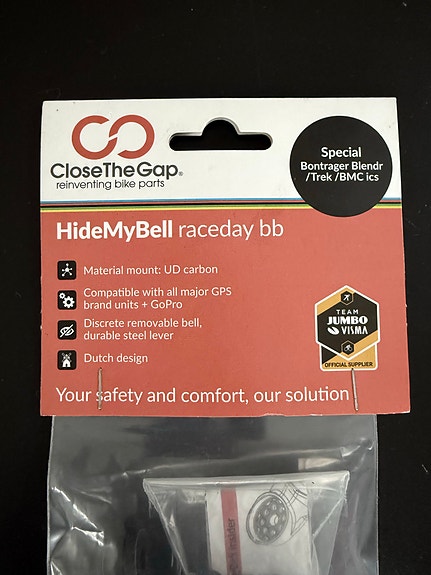 CloseTheGap®
reinventing bike parts
Special
Bontrager Blendr
/Trek /BMC ics
HideMyBell raceday bb
Material mount: UD carbon
Compatible with all major GPS
brand units + GoPro
Discrete removable bell,
durable steel lever
Dutch design
TEAM
JUMBO
VISMA
OFFICIAL SUPPLIER
Your safety and comfort, our solution
insider